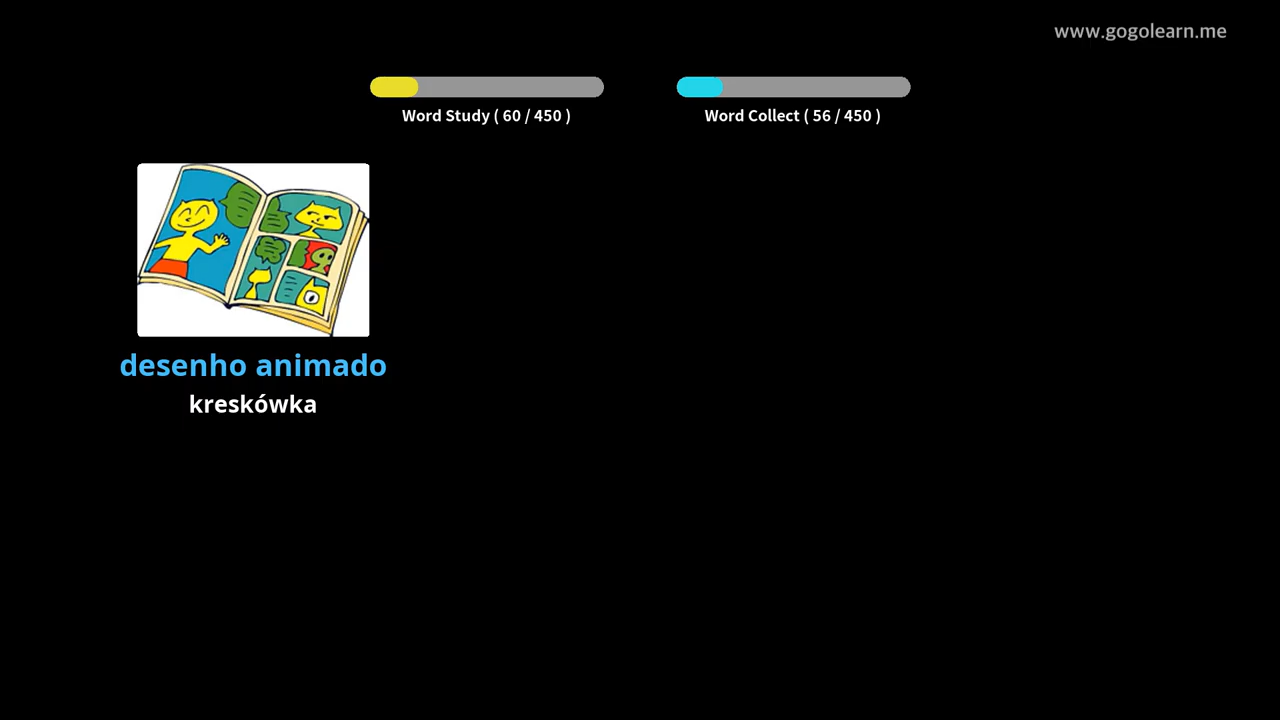 www.gogolearn.me
Word Study ( 60 / 450 )
Word Collect ( 56 / 450 )
desenho animado
kreskówka